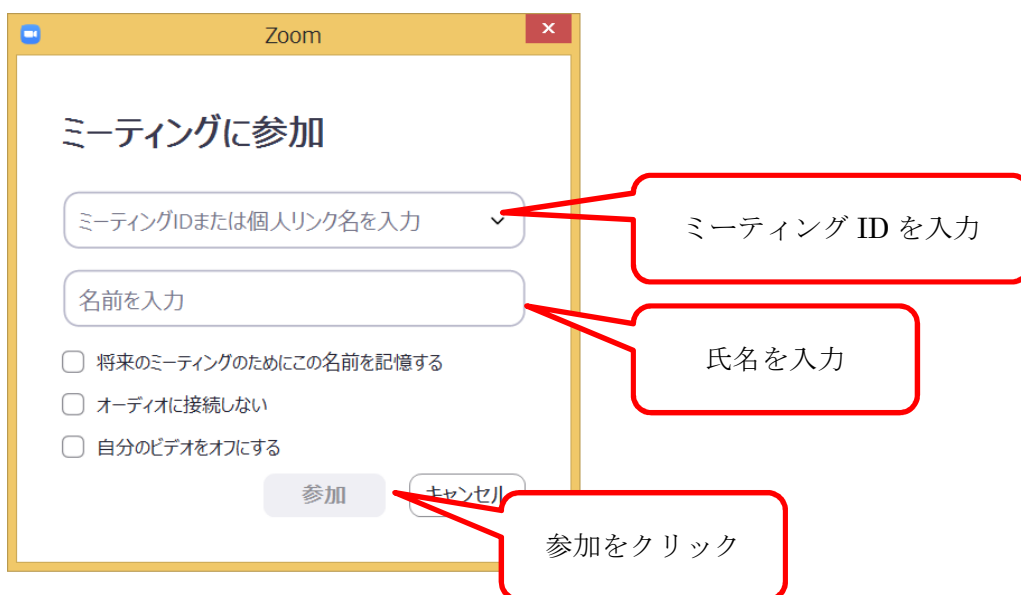 Zoom
ミーティングに参加
ミーティングIDまたは個人リンク名を入力
ミーティング ID を入力
名前を入力
氏名を入力
将来のミーティングのためにこの名前を記憶する
オーディオに接続しない
自分のビデオをオフにする
参加
キャンセル
参加をクリック